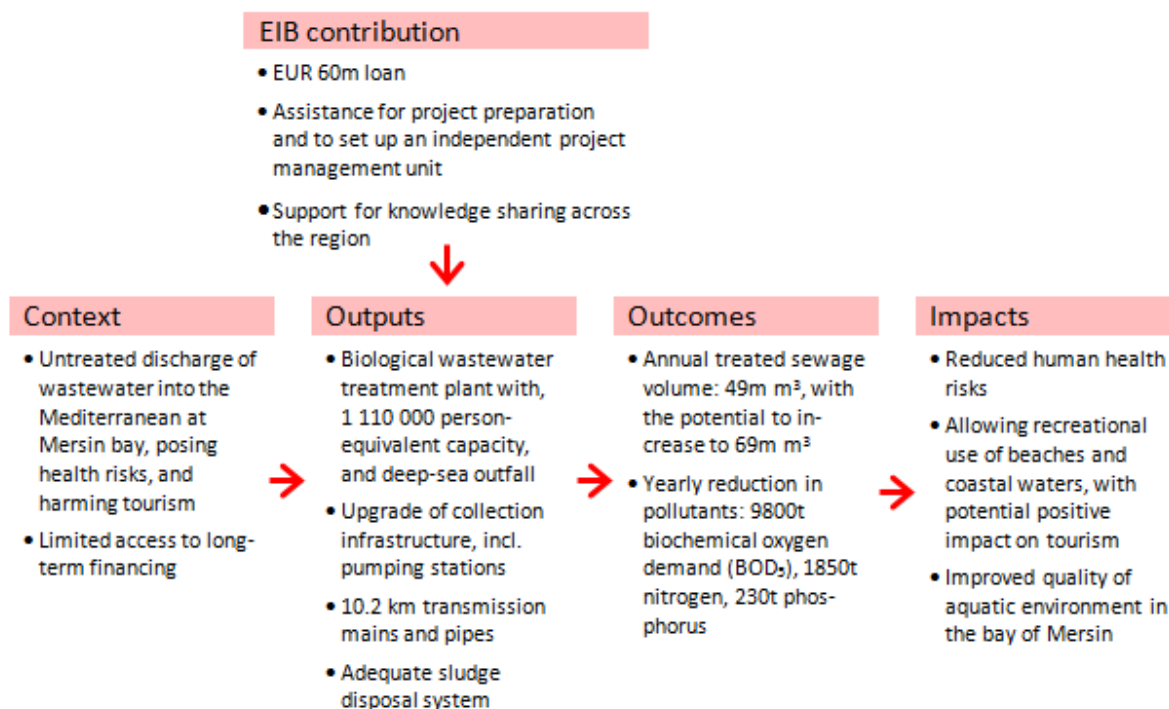 EIB contribution
• EUR 60m loan
• Assistance for project preparation
and to set up an independent project
management unit
• Support for knowledge sharing across
the region
Context
• Untreated discharge of
wastewater into the
Mediterranean at
Mersin bay, posing
health risks, and
harming tourism
• Limited access to long-
term financing
Outputs
• Biological wastewater
treatment plant with,
1 110 000 person-
equivalent capacity,
and deep-sea outfall
• Upgrade of collection
infrastructure, incl.
pumping stations
• 10.2 km transmission
mains and pipes
• Adequate sludge
disposal system
Outcomes
• Annual treated sewage
volume: 49m m³, with
the potential to in-
crease to 69m m³
• Yearly reduction in
pollutants: 9800t
biochemical oxygen
demand (BOD₅), 1850t
nitrogen, 230t phos-
phorus
Impacts
• Reduced human health
risks
• Allowing recreational
use of beaches and
coastal waters, with
potential positive
impact on tourism
• Improved quality of
aquatic environment in
the bay of Mersin